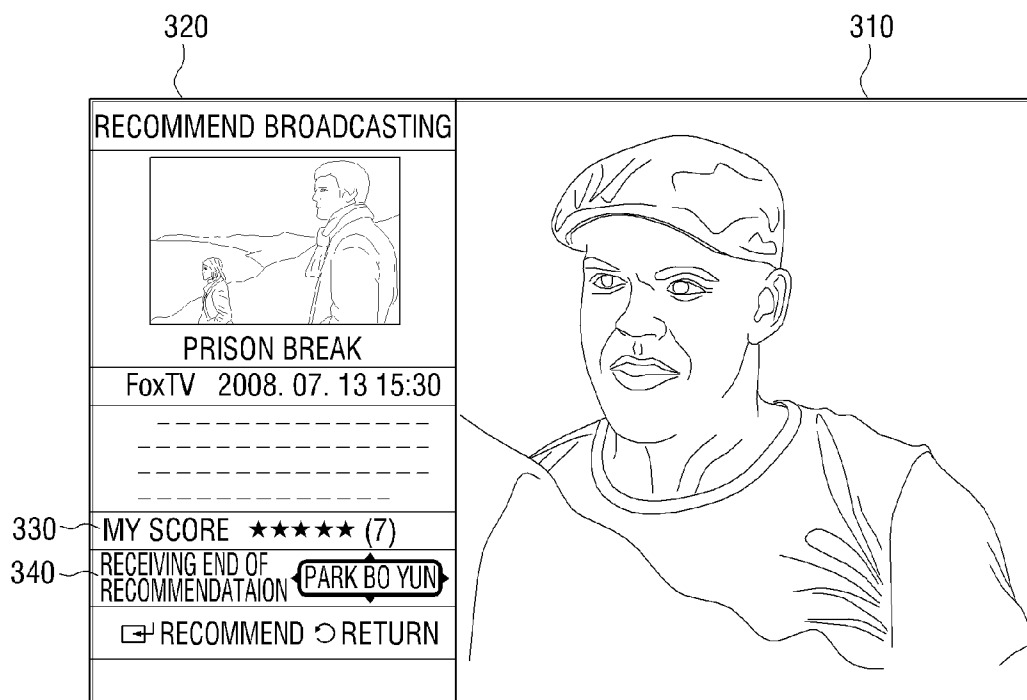 320
310
RECOMMEND BROADCASTING
PRISON BREAK
FoxTV 2008. 07. 13 15:30
330
MY SCORE ★★★★★ (7)
340
RECEIVING END OF
RECOMMENDATAION
PARK BO YUN
RECOMMEND RETURN